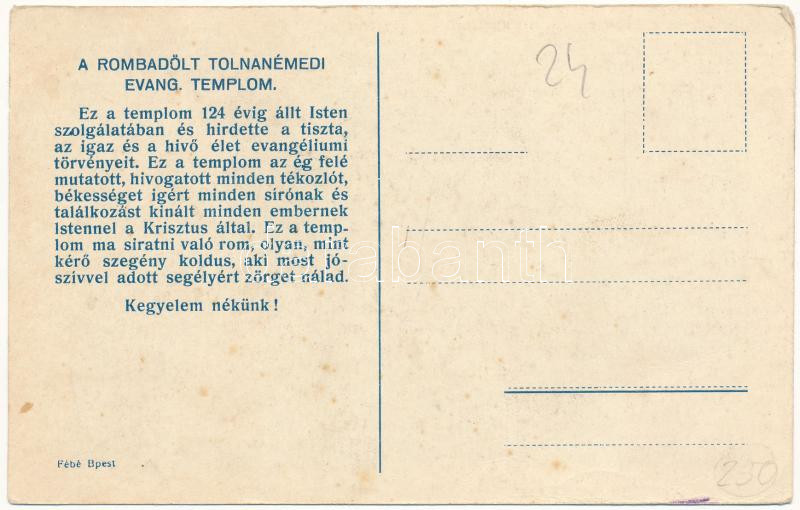 A ROMBADÖLT TOLNANÉMEDI
EVANG. TEMPLOM.
Ez a templom 124 évig állt Isten
szolgálatában és hirdette a tiszta,
az igaz és a hivő élet evangéliumi
törvényeit. Ez a templom az ég felé
mutatott, hivogatott minden tékozlót,
békességet igért minden sírónak és
találkozást kinált minden embernek
Istennel a Krisztus által. Ez a temp-
lom ma siratni való rom, olyan, mint
kérő szegény koldus, aki most jó-
szívvel adott segélyért zörget nálad.
Kegyelem nékünk!
Fébé Bpest
24
250